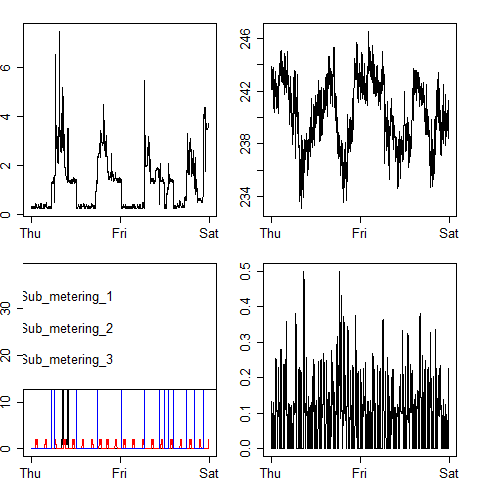 0 2 4 6
Thu Fri Sat
234 238 242 246
Thu Fri Sat
0 10 20 30
Sub_metering_1
Sub_metering_2
Sub_metering_3
Thu Fri Sat
0.0 0.1 0.2 0.3 0.4 0.5
Thu Fri Sat